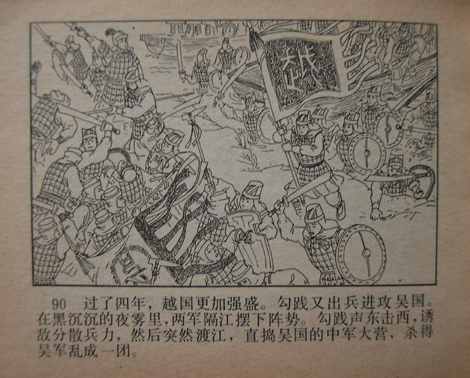 越
90 过了四年，越国更加强盛。勾践又出兵进攻吴国。
在黑沉沉的夜雾里，两军隔江摆下阵势。勾践声东击西，诱
敌分散兵力，然后突然渡江，直捣吴国的中军大营，杀得
吴军乱成一团。